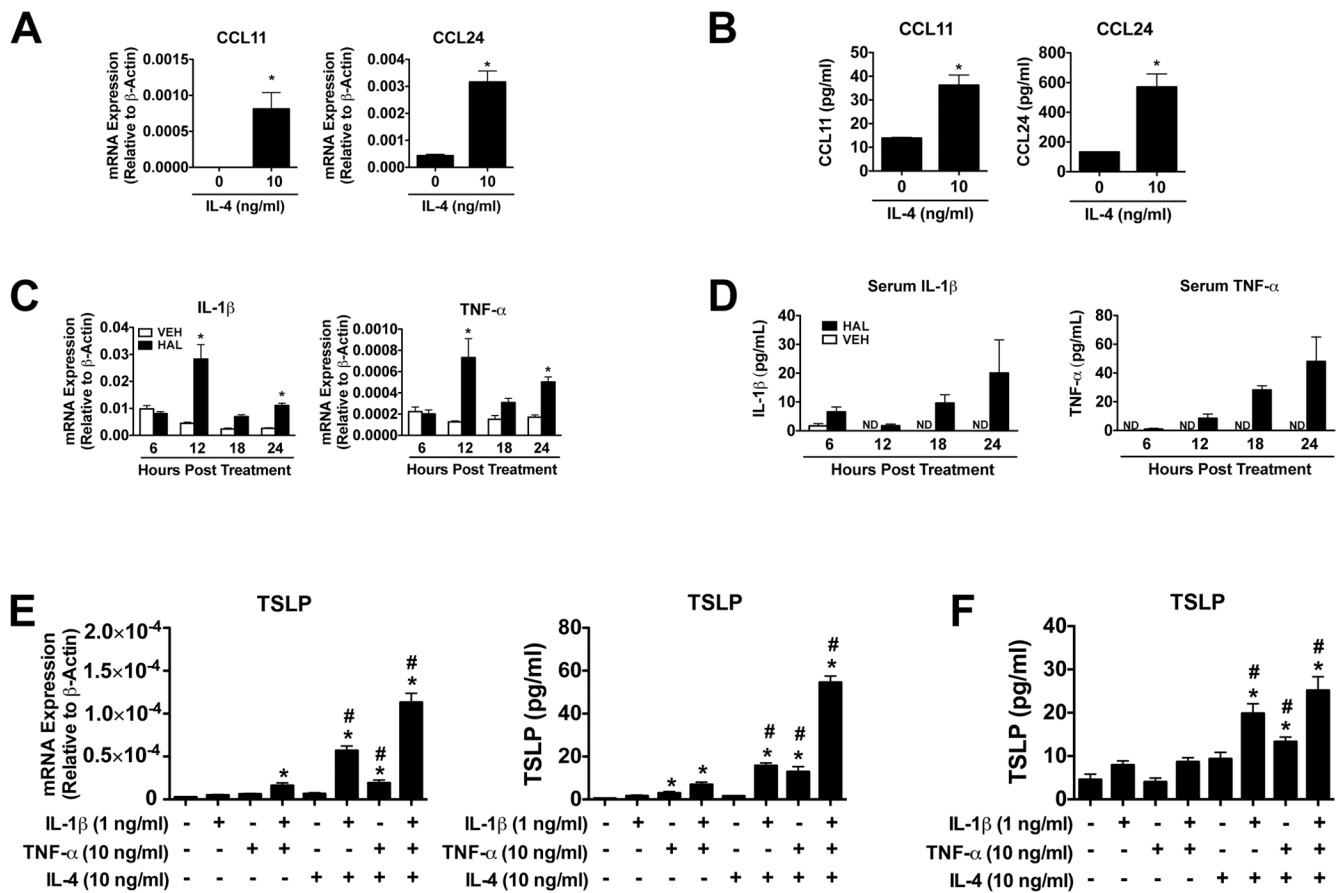 A
CCL11
mRNA Expression
(Relative to β-Actin)
0.0015
0.0010
0.0005
0.0000
*
0 10
IL-4 (ng/ml)
CCL24
mRNA Expression
(Relative to β-Actin)
0.004
0.003
0.002
0.001
0.000
*
0 10
IL-4 (ng/ml)
B
CCL11
CCL11 (pg/ml)
50
40
30
20
10
0
*
0 10
IL-4 (ng/ml)
CCL24
CCL24 (pg/ml)
800
600
400
200
0
*
0 10
IL-4 (ng/ml)
C
IL-1β
mRNA Expression
(Relative to β-Actin)
0.04
0.03
0.02
0.01
0.00
VEH
HAL
* *
6 12 18 24
Hours Post Treatment
TNF-α
mRNA Expression
(Relative to β-Actin)
0.0010
0.0008
0.0006
0.0004
0.0002
0.0000
* *
6 12 18 24
Hours Post Treatment
D
Serum IL-1β
IL-1β (pg/mL)
40
30
20
10
0
HAL
VEH
ND ND ND
6 12 18 24
Hours Post Treatment
Serum TNF-α
TNF-α (pg/mL)
80
60
40
20
0
ND ND ND ND
6 12 18 24
Hours Post Treatment
E
TSLP
mRNA Expression
(Relative to β-Actin)
2.0×10-4
1.5×10-4
1.0×10-4
0.5×10-4
0
# # #
* * * *
IL-1β (1 ng/ml) - + - + - + - +
TNF-α (10 ng/ml) - - + + - - + +
IL-4 (10 ng/ml) - - - - + + + +
TSLP
TSLP (pg/ml)
80
60
40
20
0
# # #
* * * * *
IL-1β (1 ng/ml) - + - + - + - +
TNF-α (10 ng/ml) - - + + - - + +
IL-4 (10 ng/ml) - - - - + + + +
F
TSLP
TSLP (pg/ml)
40
30
20
10
0
# # #
* * *
IL-1β (1 ng/ml) - + - + - + - +
TNF-α (10 ng/ml) - - + + - - + +
IL-4 (10 ng/ml) - - - - + + + +